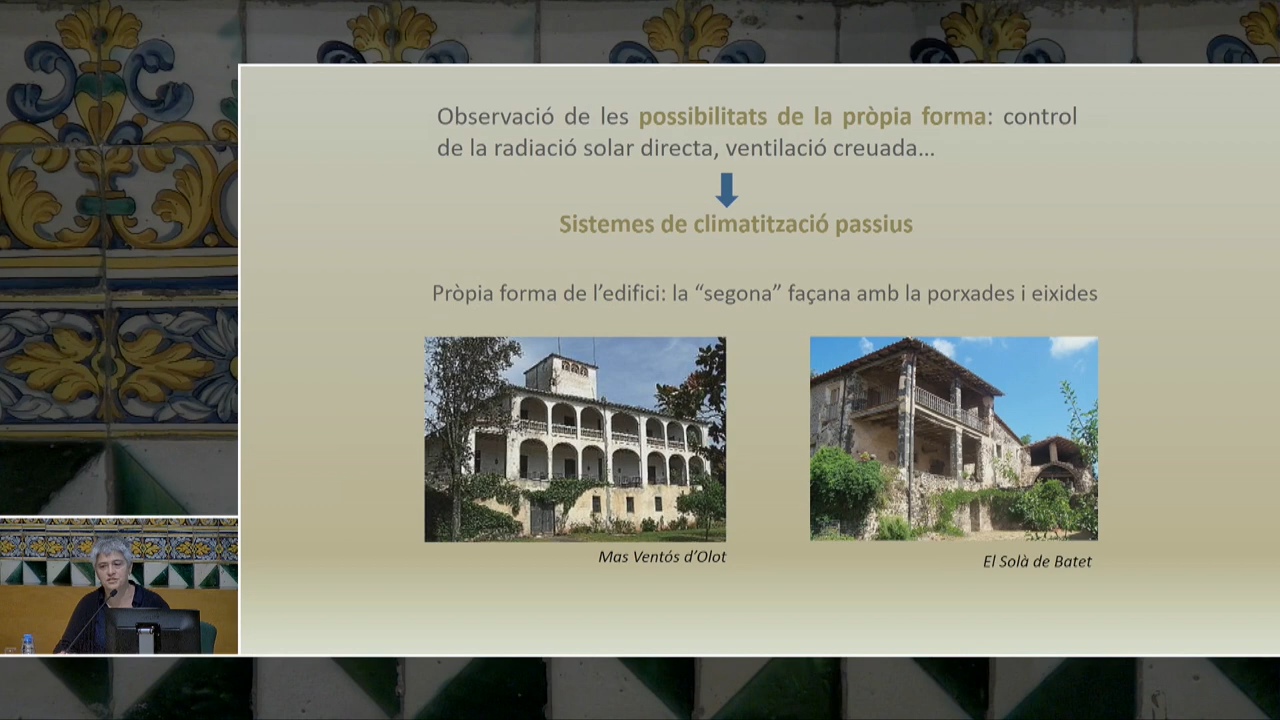 Observació de les possibilitats de la pròpia forma: control
de la radiació solar directa, ventilació creuada...
Sistemes de climatització passius
Pròpia forma de l'edifici: la “segona” façana amb la porxades i eixides
Mas Ventós d'Olot
El Solà de Batet